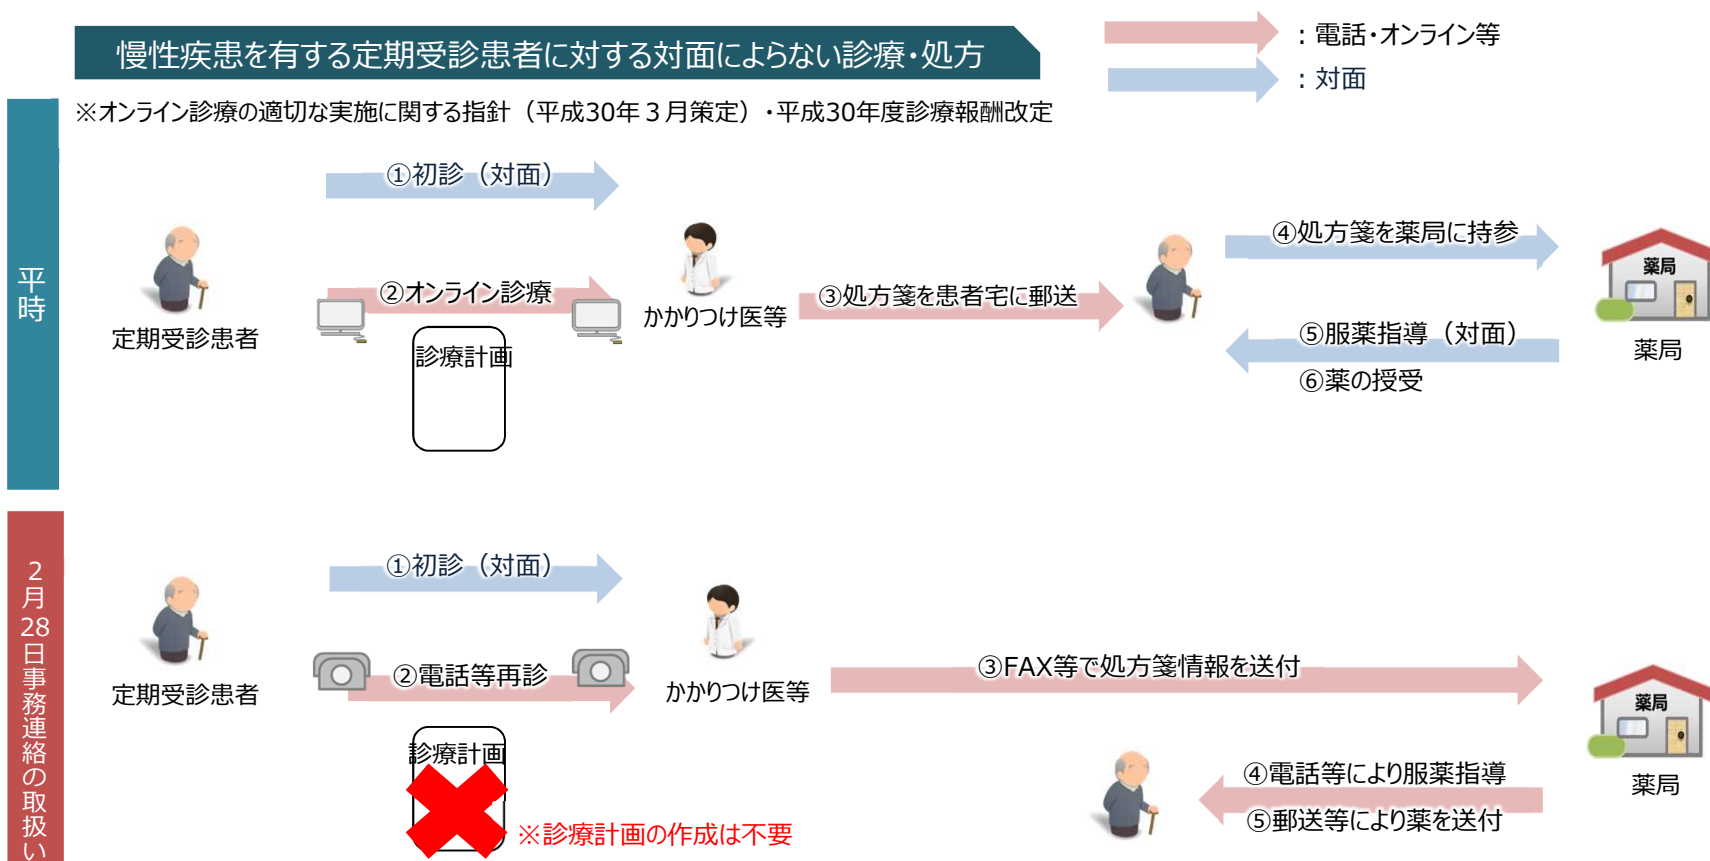 慢性疾患を有する定期受診患者に対する対面によらない診療・処方
：電話・オンライン等
：対面
※オンライン診療の適切な実施に関する指針（平成30年３月策定）・平成30年度診療報酬改定
平時
①初診（対面）
定期受診患者
②オンライン診療
診療計画
かかりつけ医等
③処方箋を患者宅に郵送
④処方箋を薬局に持参
⑤服薬指導（対面）
⑥薬の授受
薬局
薬局
2月28日事務連絡の取扱い
①初診（対面）
定期受診患者
②電話等再診
診療計画
※診療計画の作成は不要
かかりつけ医等
③FAX等で処方箋情報を送付
④電話等により服薬指導
⑤郵送等により薬を送付
薬局
薬局